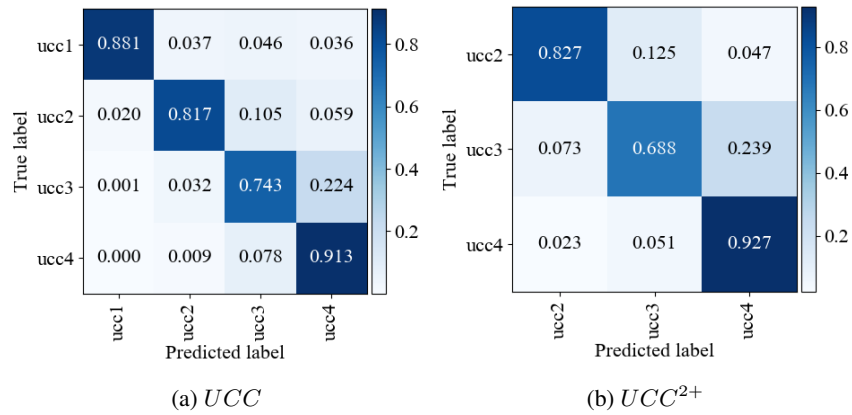 ucc1 0.881 0.037 0.046 0.036
ucc2 0.020 0.817 0.105 0.059
ucc3 0.001 0.032 0.743 0.224
ucc4 0.000 0.009 0.078 0.913
True label
ucc1 ucc2 ucc3 ucc4
Predicted label
0.8
0.6
0.4
0.2
(a) UCC
ucc2 0.827 0.125 0.047
ucc3 0.073 0.688 0.239
ucc4 0.023 0.051 0.927
True label
ucc2 ucc3 ucc4
Predicted label
0.8
0.6
0.4
0.2
(b) UCC²⁺